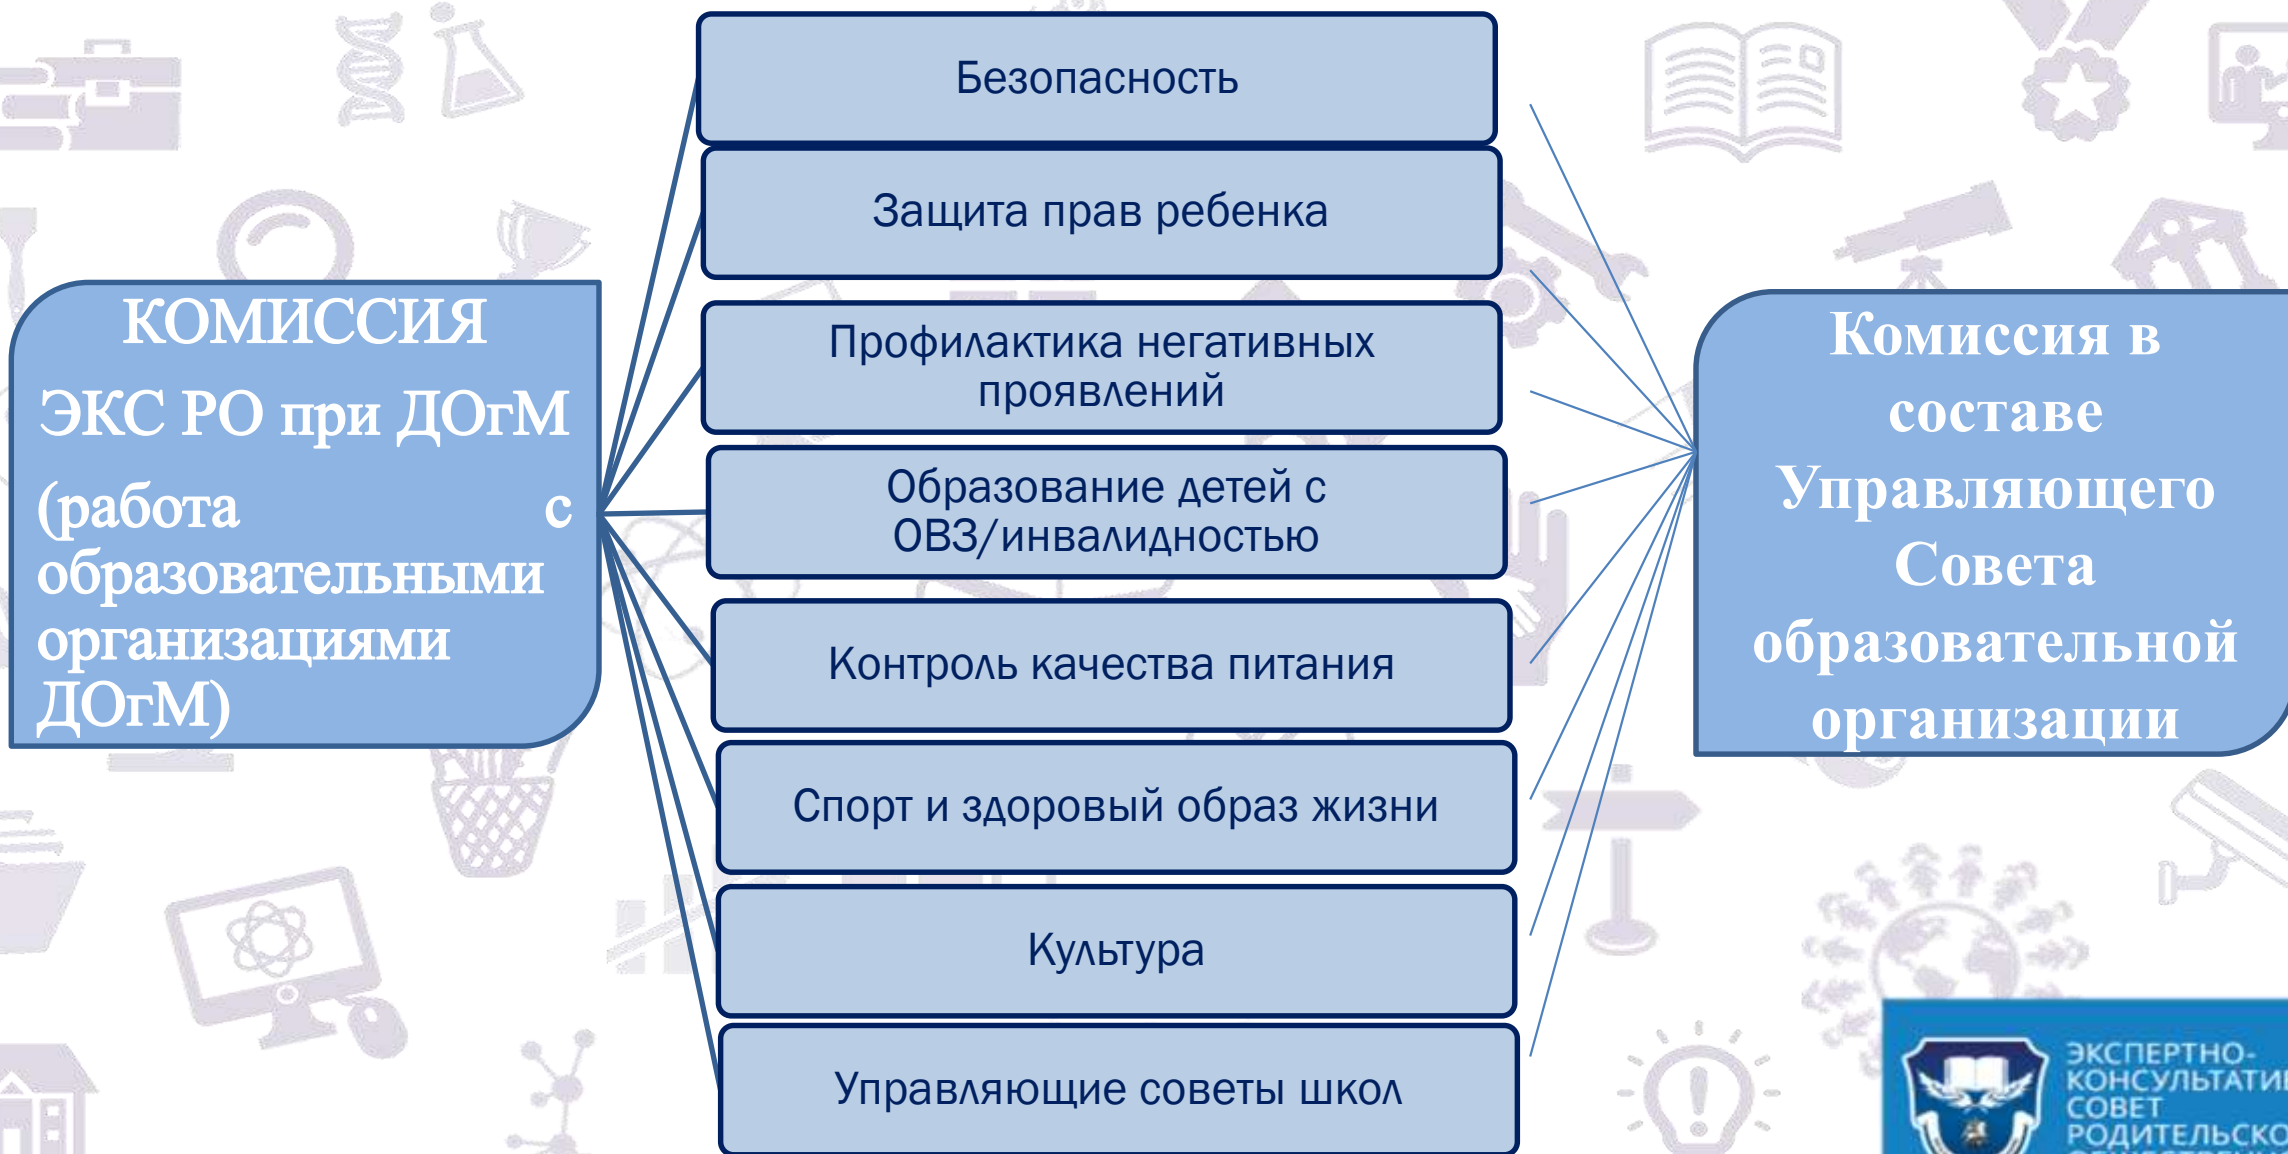 КОМИССИЯ
ЭКС РО при ДОгМ
(работа с
образовательными
организациями
ДОгМ)
Безопасность
Защита прав ребенка
Профилактика негативных
проявлений
Образование детей с
ОВЗ/инвалидностью
Контроль качества питания
Спорт и здоровый образ жизни
Культура
Управляющие советы школ
Комиссия в
составе
Управляющего
Совета
образовательной
организации
ЭКСПЕРТНО-
СОВЕТ